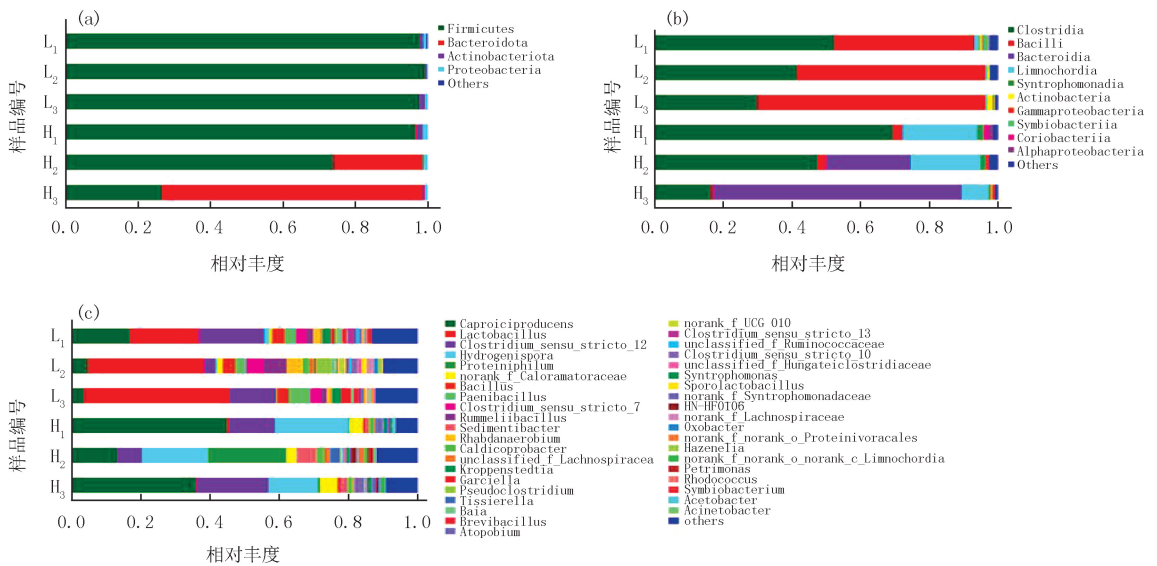 (a)
Firmicutes
Bacteroidota
Actinobacteriota
Proteobacteria
Others
样品编号
L1
L2
L3
H1
H2
H3
0.0 0.2 0.4 0.6 0.8 1.0
相对丰度
(b)
Clostridia
Bacilli
Bacteroidia
Limnochordia
Syntrophomonadia
Actinobacteria
Gammaproteobacteria
Symbiobacteriia
Coriobacteriia
Alphaproteobacteria
Others
样品编号
L1
L2
L3
H1
H2
H3
0.0 0.2 0.4 0.6 0.8 1.0
相对丰度
(c)
样品编号
L1
L2
L3
H1
H2
H3
0.0 0.2 0.4 0.6 0.8 1.0
相对丰度
Caproiciproducens
Lactobacillus
Clostridium_sensu_stricto_12
Hydrogenispora
Proteiniphilum
norank_f_Caloramatoraceae
Bacillus
Paenibacillus
Clostridium_sensu_stricto_7
Rummeliibacillus
Sedimentibacter
Rhabdanaerobium
Caldicoprobacter
unclassified_f_Lachnospiracea
Kroppenstedtia
Garciella
Pseudoclostridium
Tissierella
Baia
Brevibacillus
Atopobium
norank_f_UCG_010
Clostridium_sensu_stricto_13
unclassified_f_Ruminococcaceae
Clostridium_sensu_stricto_10
unclassified_f_Hungateiclostridiaceae
Syntrophomonas
Sporolactobacillus
norank_f_Syntrophomonadaceae
HN-HF0106
norank_f_Lachnospiraceae
Oxobacter
norank_f_norank_o_Proteinivoracales
Hazenelia
norank_f_norank_o_norank_c_Limnochordia
Petrimonas
Rhodococcus
Symbiobacterium
Acetobacter
Acinetobacter
others